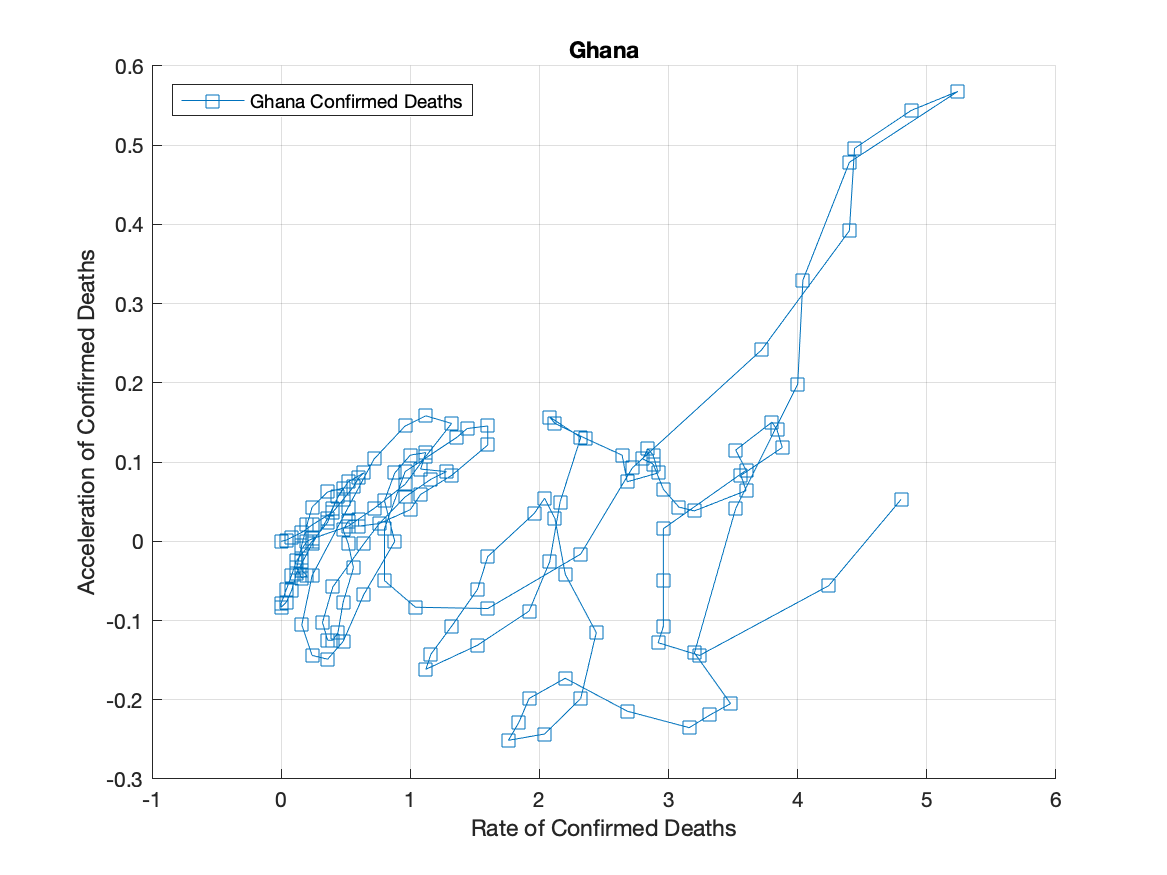 Ghana
Ghana Confirmed Deaths
0.6
0.5
0.4
0.3
0.2
0.1
0
-0.1
-0.2
-0.3
Acceleration of Confirmed Deaths
-1 0 1 2 3 4 5 6
Rate of Confirmed Deaths